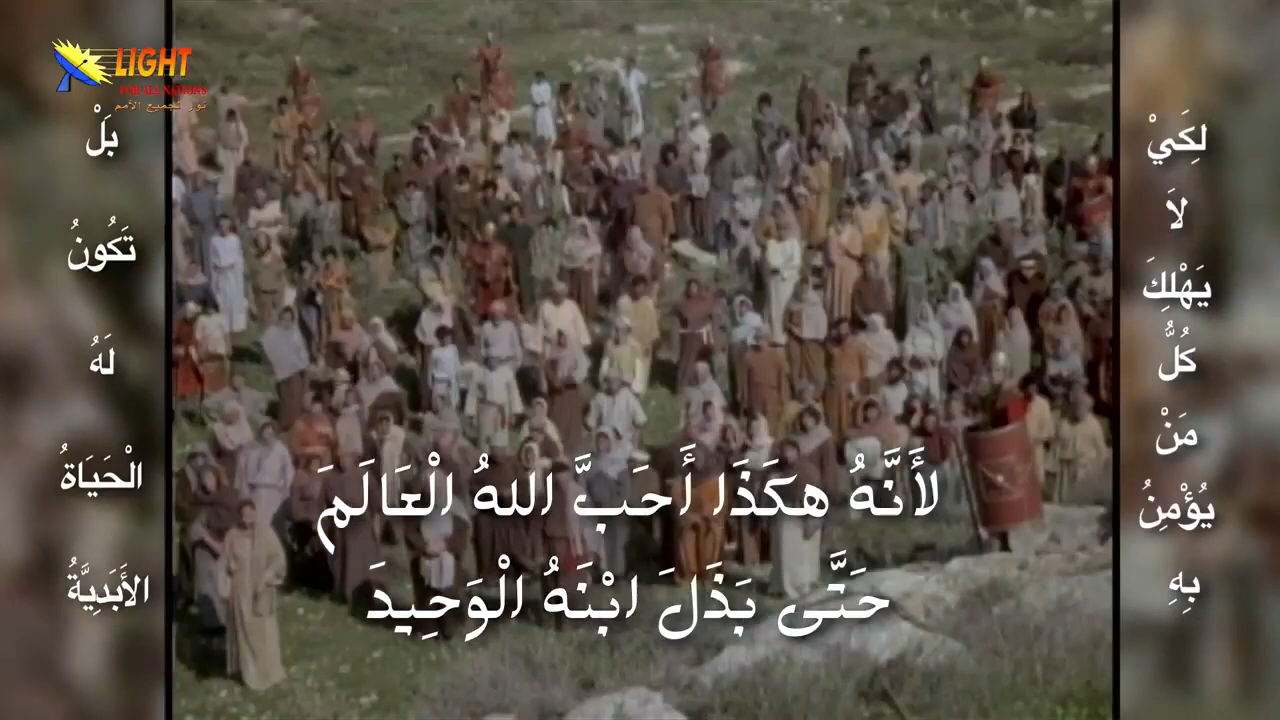 LIGHT
FOR ALL NATIONS
نور لجميع الأمم
لأَنَّهُ هكَذَا أَحَبَّ اللهُ الْعَالَمَ
حَتَّى بَذَلَ ابْنَهُ الْوَحِيدَ
لِكَيْ
لاَ
يَهْلِكَ
كُلُّ
مَنْ
يُؤْمِنُ
بِهِ
بَلْ
تَكُونُ
لَهُ
الْحَيَاةُ
الأَبَدِيَّةُ